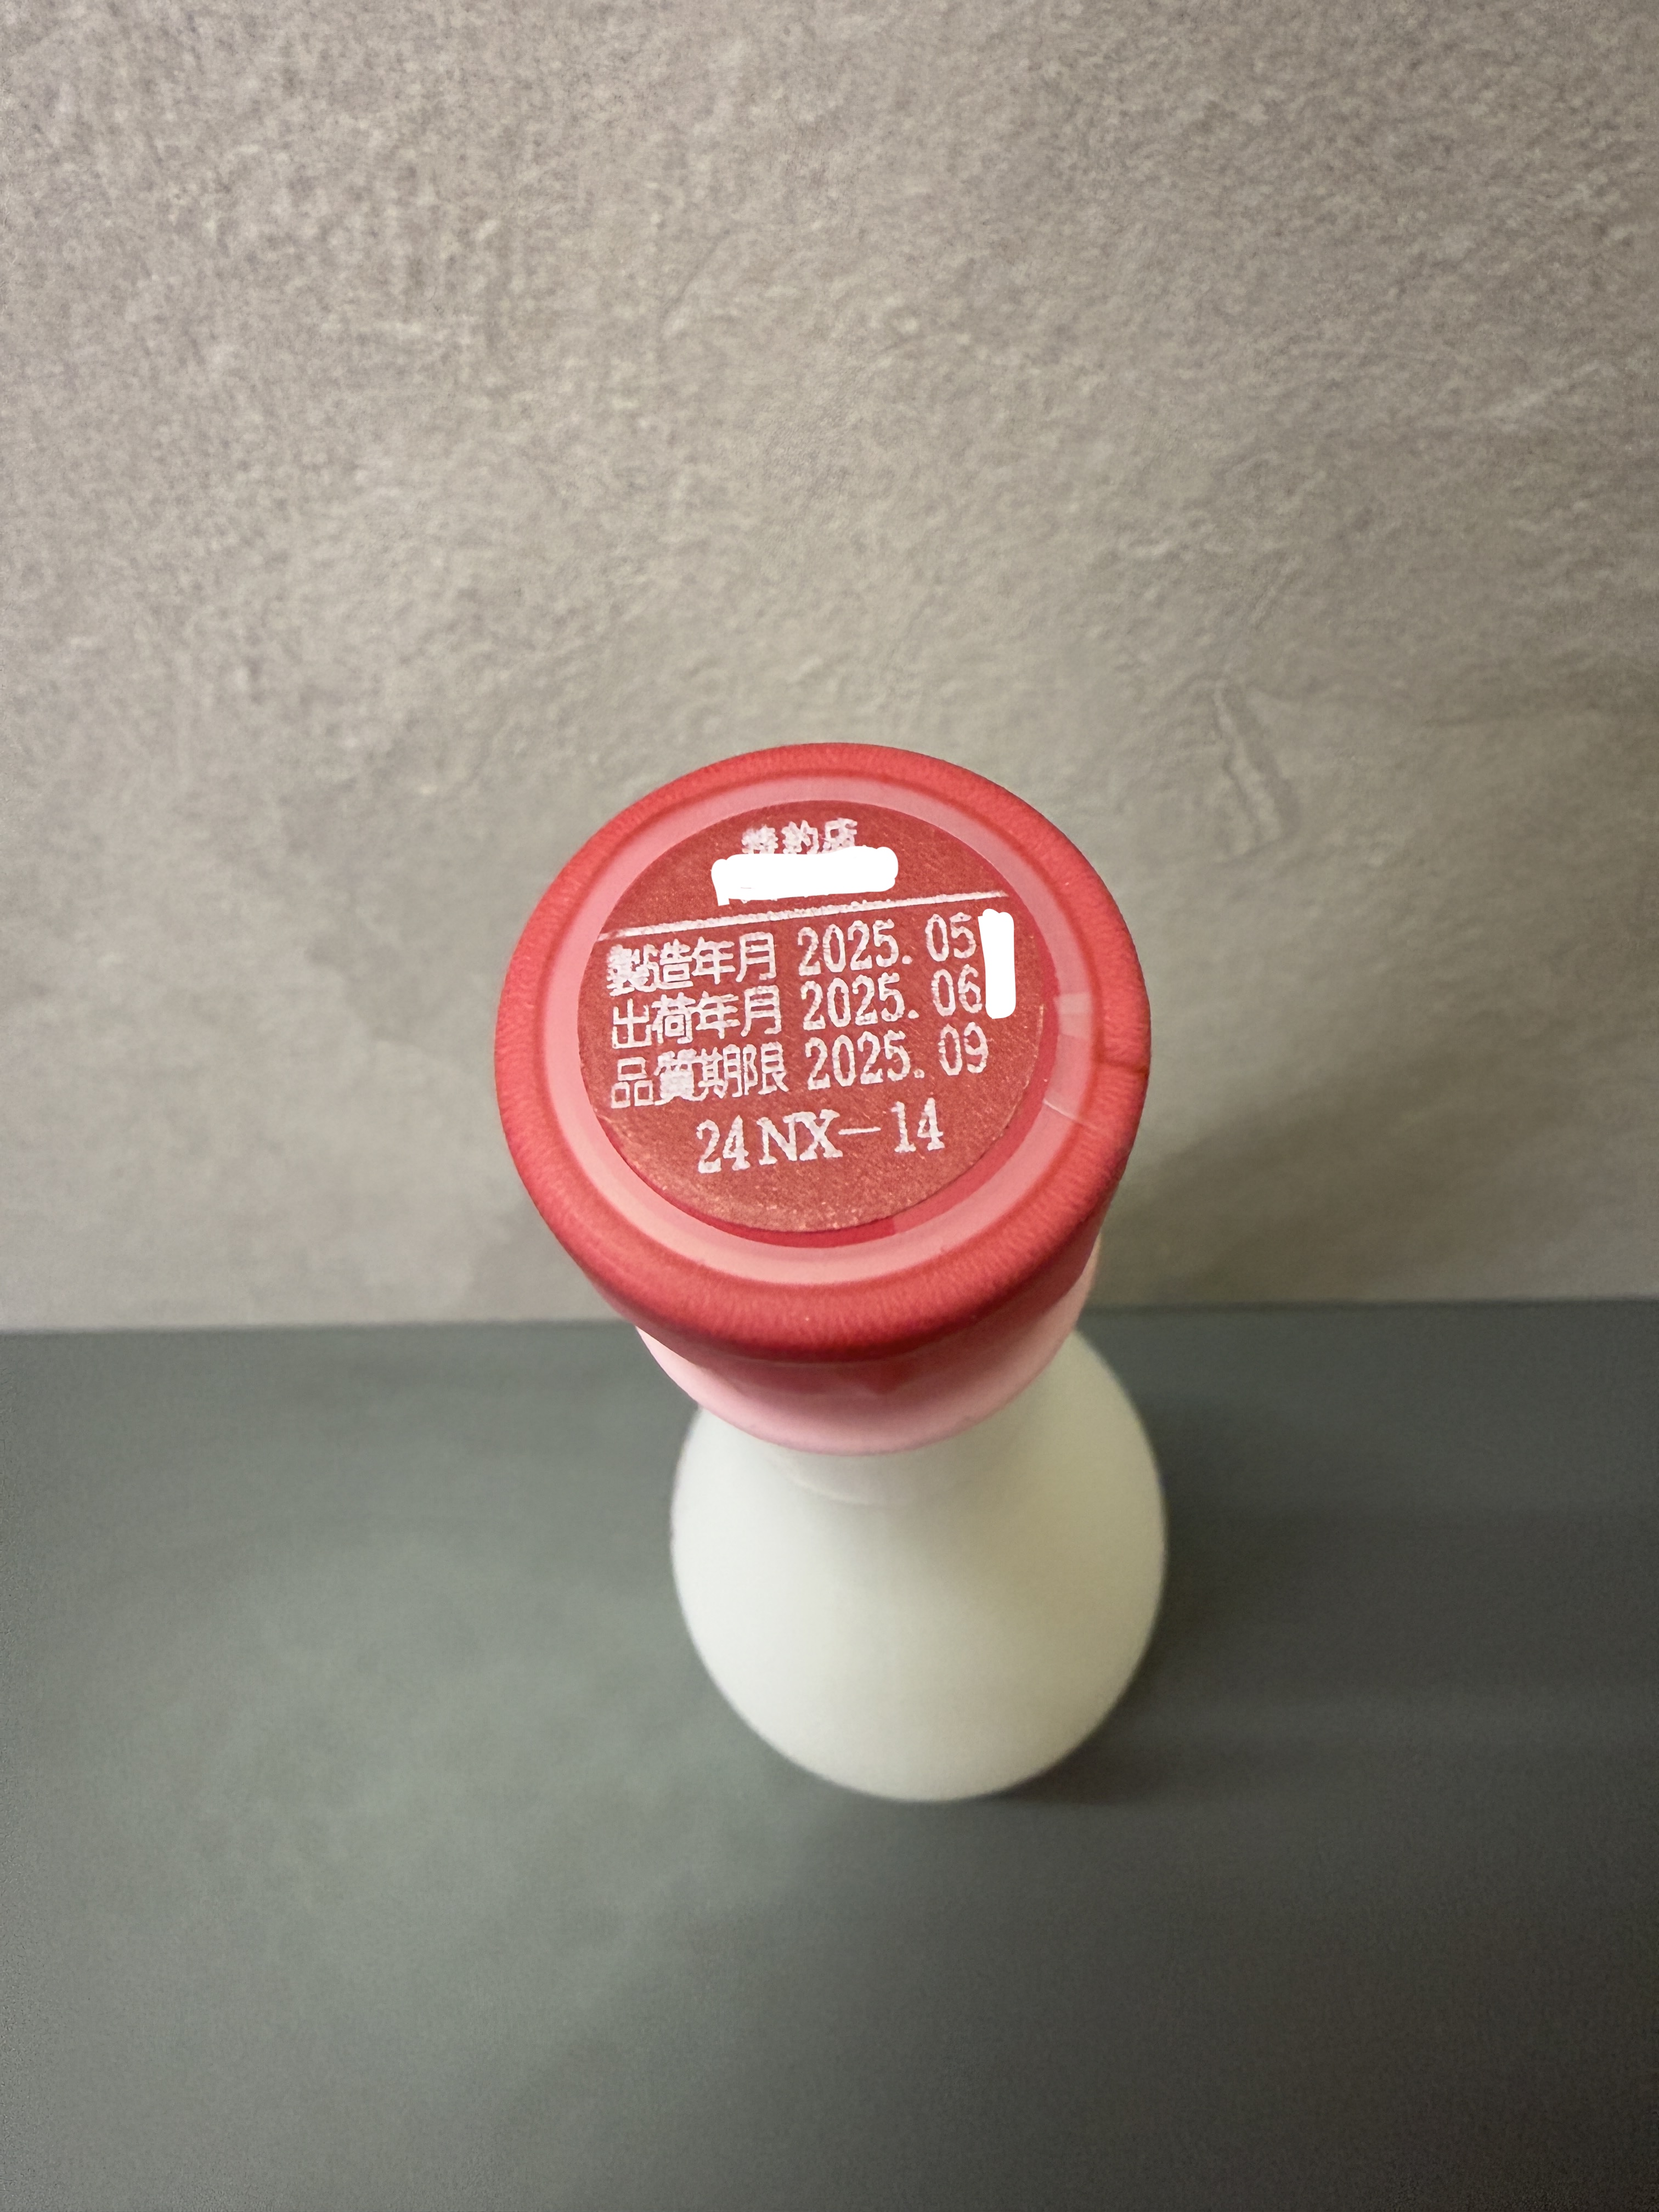 特約店
製造年月 2025. 05
出荷年月 2025. 06
品質期限 2025. 09
24NX-14